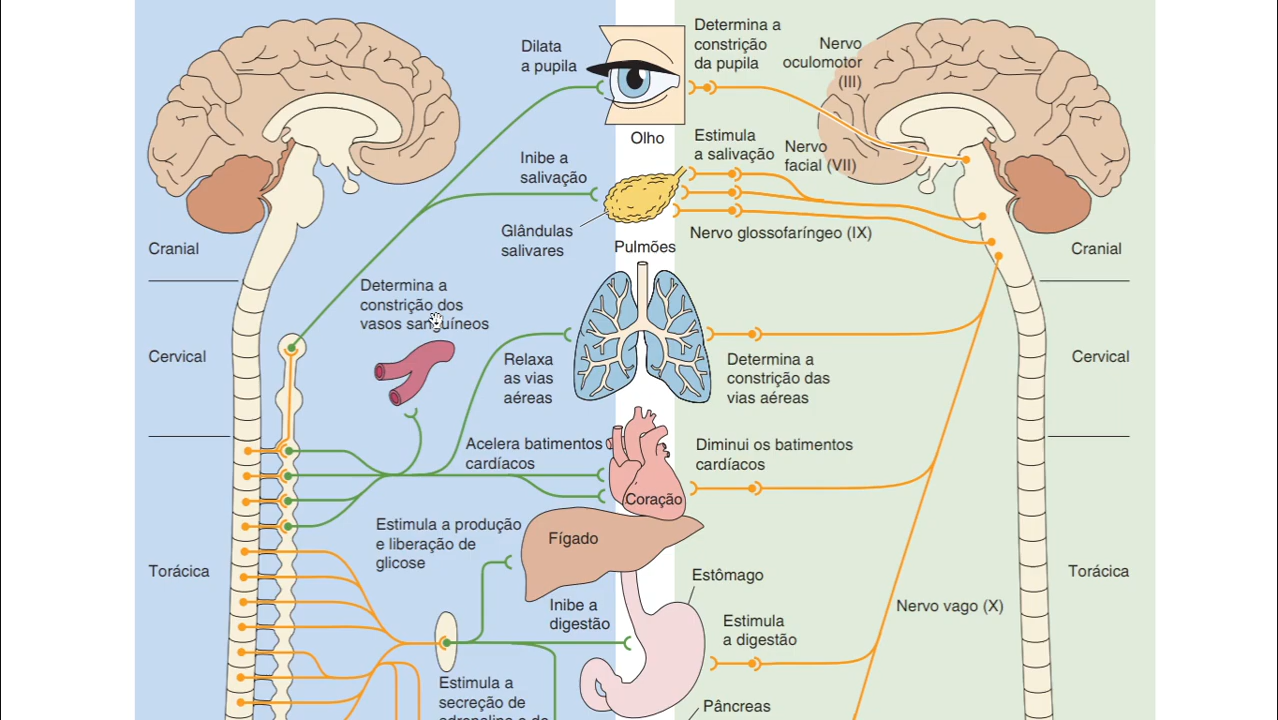 Dilata
a pupila
Determina a
constrição
da pupila
Nervo
oculomotor
(III)
Olho
Inibe a
salivação
Estimula
a salivação
Nervo
facial (VII)
Glândulas
salivares
Nervo glossofaríngeo (IX)
Pulmões
Cranial
Cranial
Determina a
constrição dos
vasos sanguíneos
Cervical
Relaxa
as vias
aéreas
Determina a
constrição das
vias aéreas
Cervical
Acelera batimentos
cardíacos
Diminui os batimentos
cardíacos
Coração
Estimula a produção
e liberação de
glicose
Fígado
Torácica
Estômago
Torácica
Inibe a
digestão
Estimula
a digestão
Nervo vago (X)
Estimula a
secreção de
adrenalina e de
Pâncreas